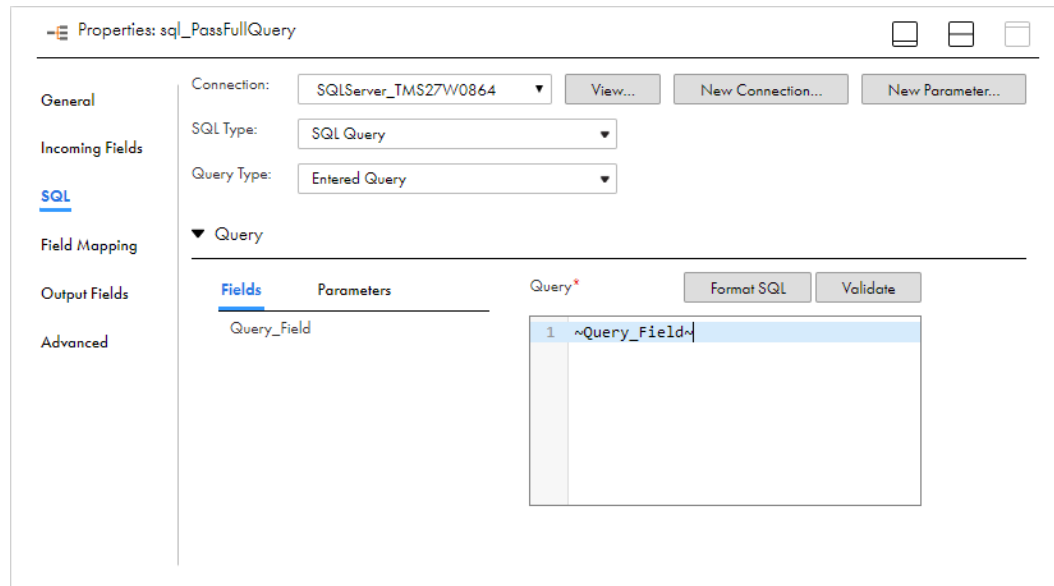 Properties: sql_PassFullQuery
General
Incoming Fields
SQL
Field Mapping
Output Fields
Advanced
Connection: SQLServer_TMS27W0864 View... New Connection... New Parameter...
SQL Type: SQL Query
Query Type: Entered Query
Query
Fields Parameters
Query_Field
Query* Format SQL Validate
1 ~Query_Field~